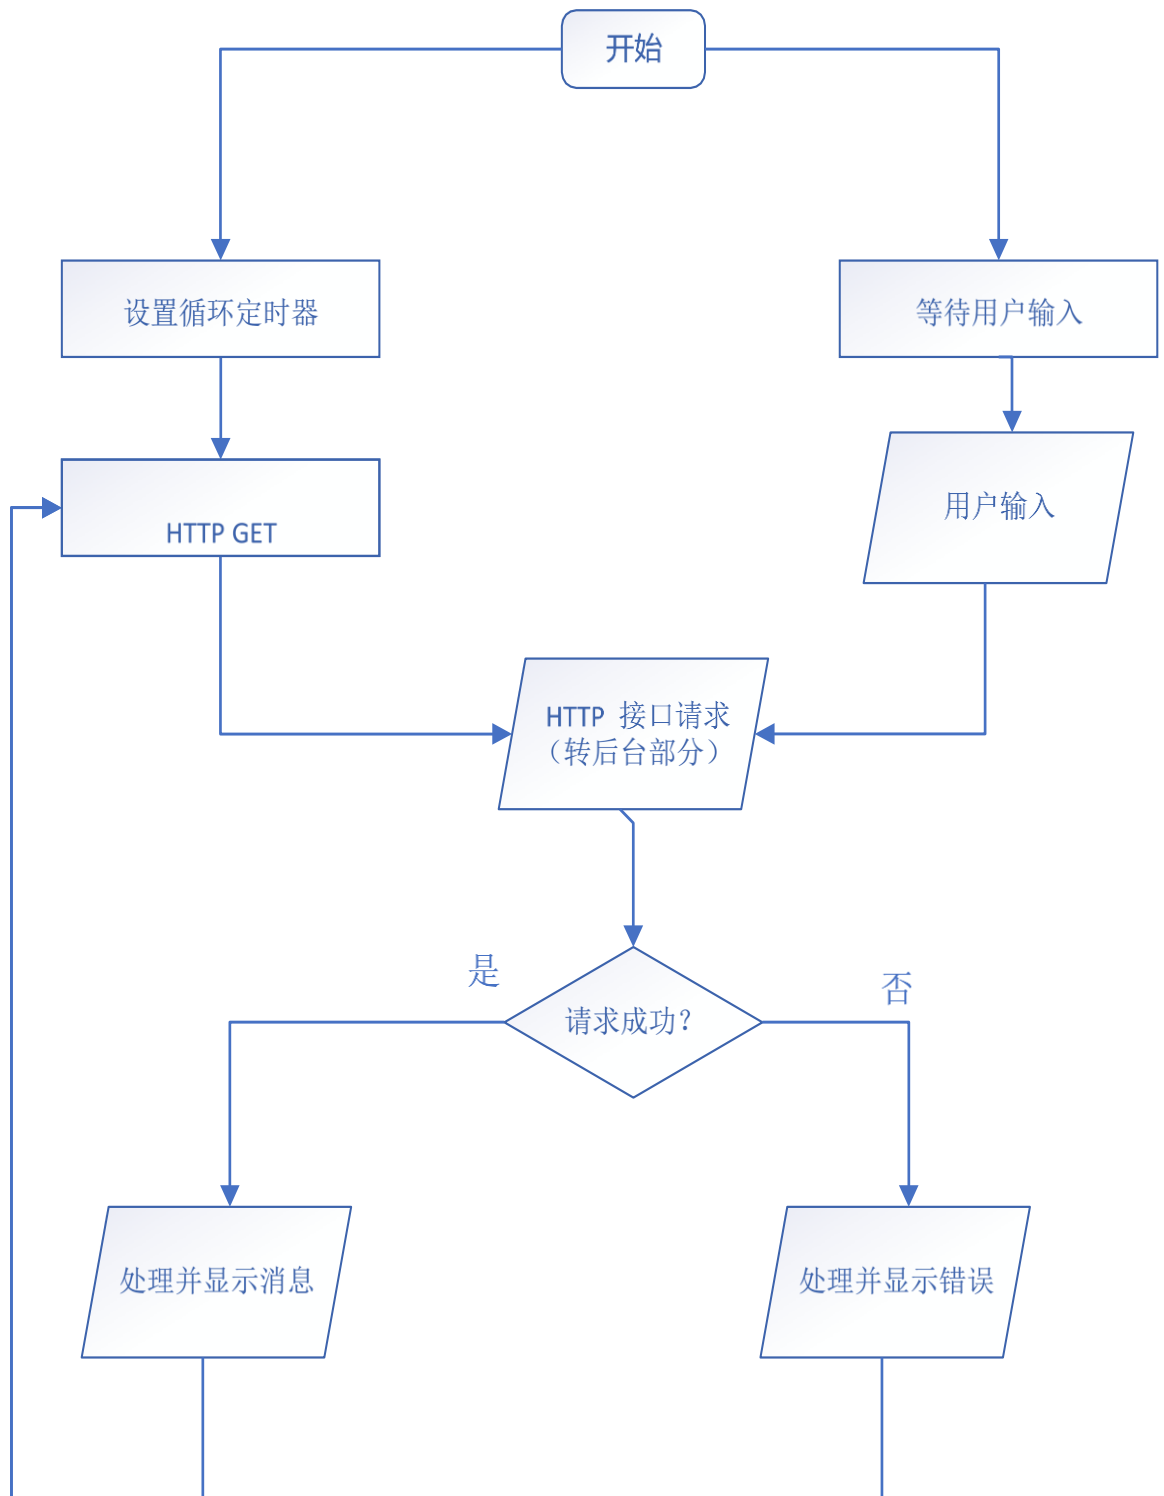 开始
设置循环定时器
等待用户输入
HTTP GET
用户输入
HTTP 接口请求
（转后台部分）
是
否
请求成功？
处理并显示消息
处理并显示错误